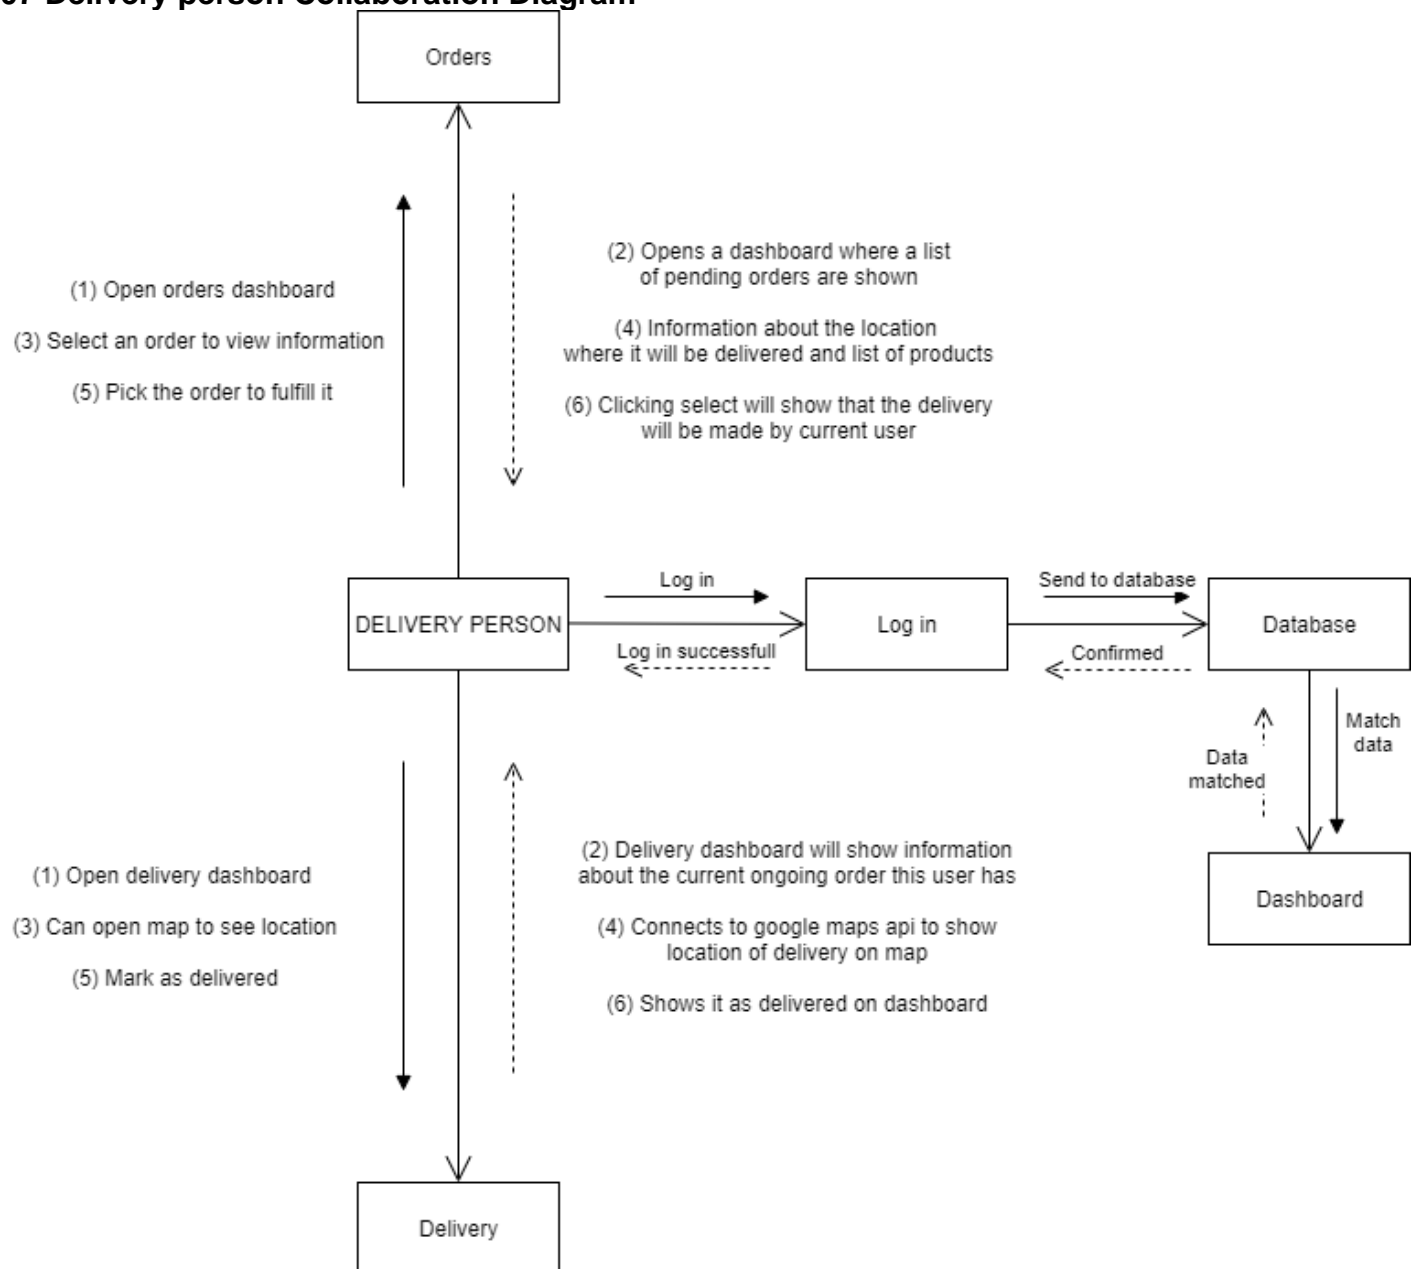 07 Delivery person Collaboration Diagram
Orders
(1) Open orders dashboard
(3) Select an order to view information
(5) Pick the order to fulfill it
(2) Opens a dashboard where a list
of pending orders are shown
(4) Information about the location
where it will be delivered and list of products
(6) Clicking select will show that the delivery
will be made by current user
DELIVERY PERSON
Log in
Log in successfull
Log in
Send to database
Confirmed
Database
Match
data
Data
matched
Dashboard
(1) Open delivery dashboard
(3) Can open map to see location
(5) Mark as delivered
(2) Delivery dashboard will show information
about the current ongoing order this user has
(4) Connects to google maps api to show
location of delivery on map
(6) Shows it as delivered on dashboard
Delivery